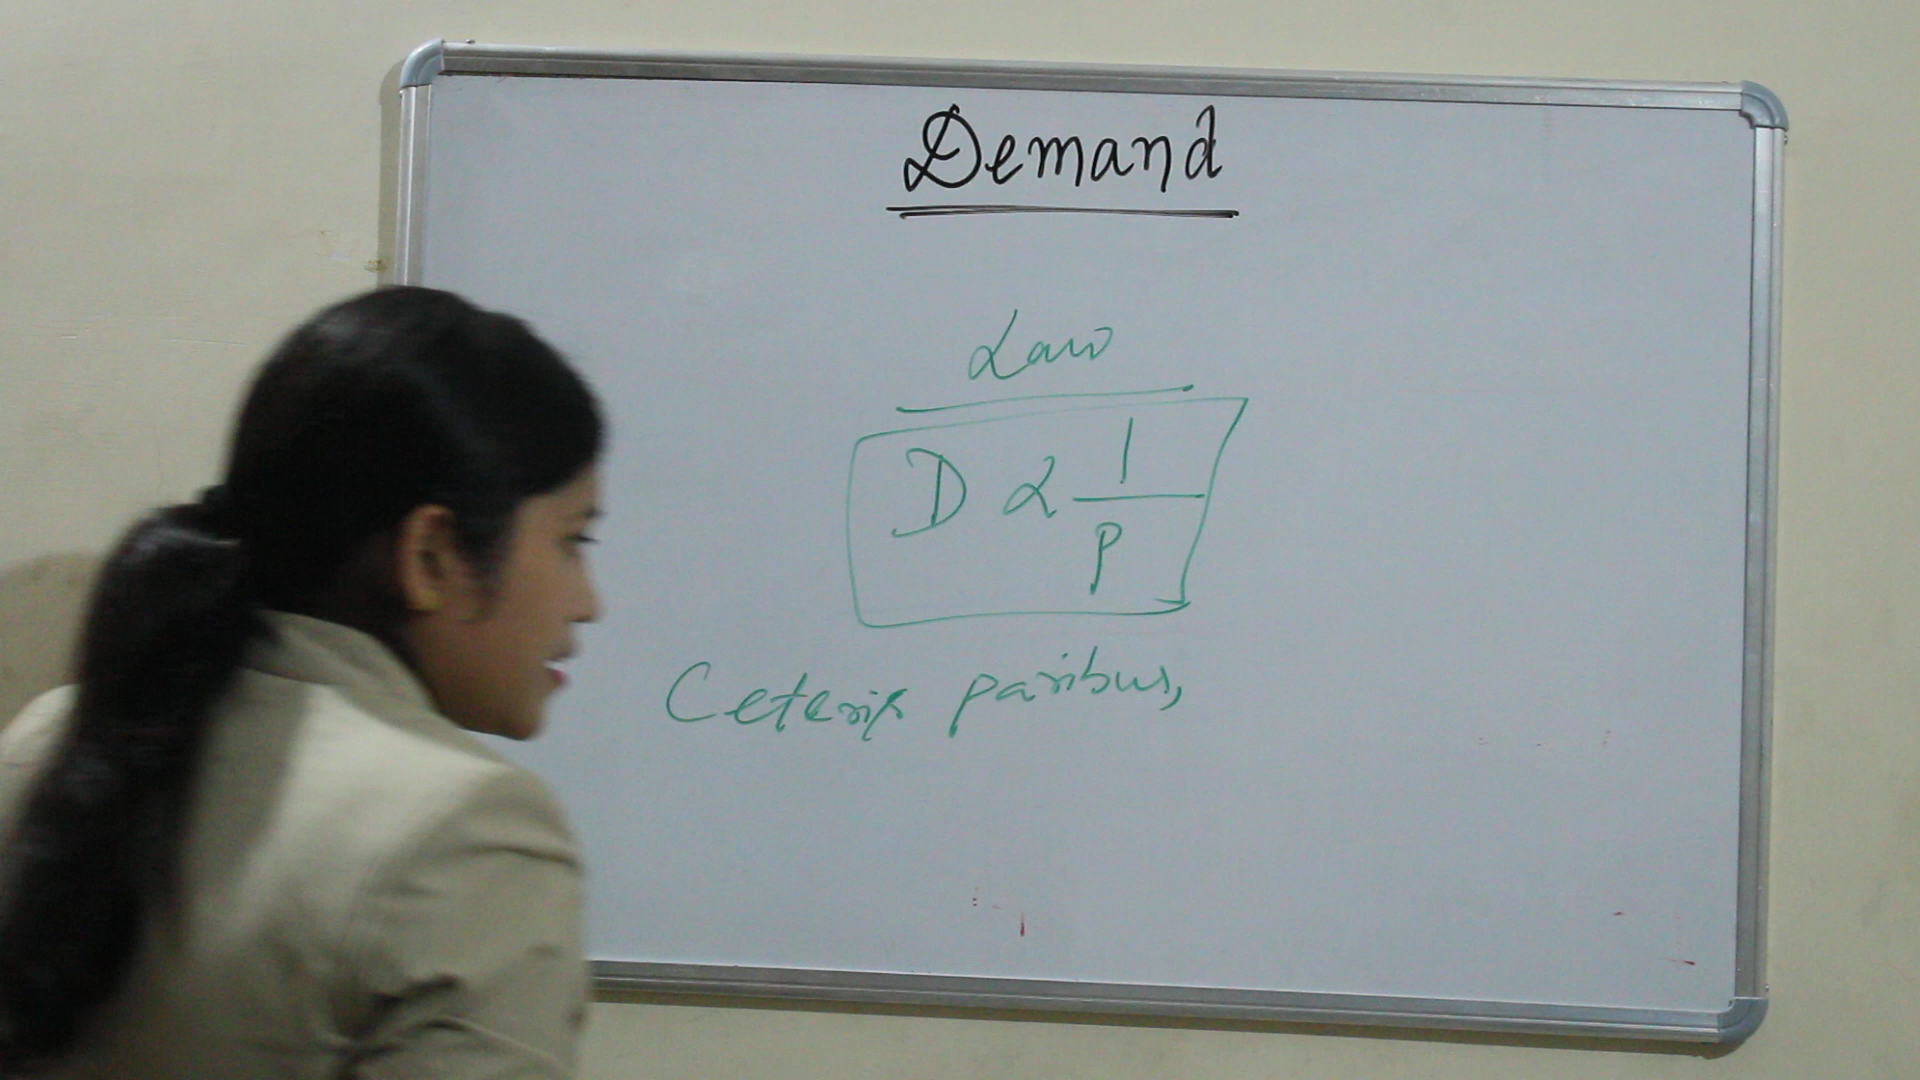 Demand
Law
D ∝ 1/P
Ceteris paribus,